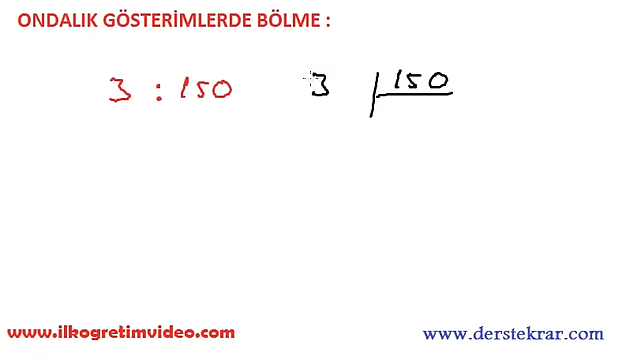 ONDALIK GÖSTERİMLERDE BÖLME :
3 : 150 3 150
www.ilkogretimvideo.com www.derstekrar.com